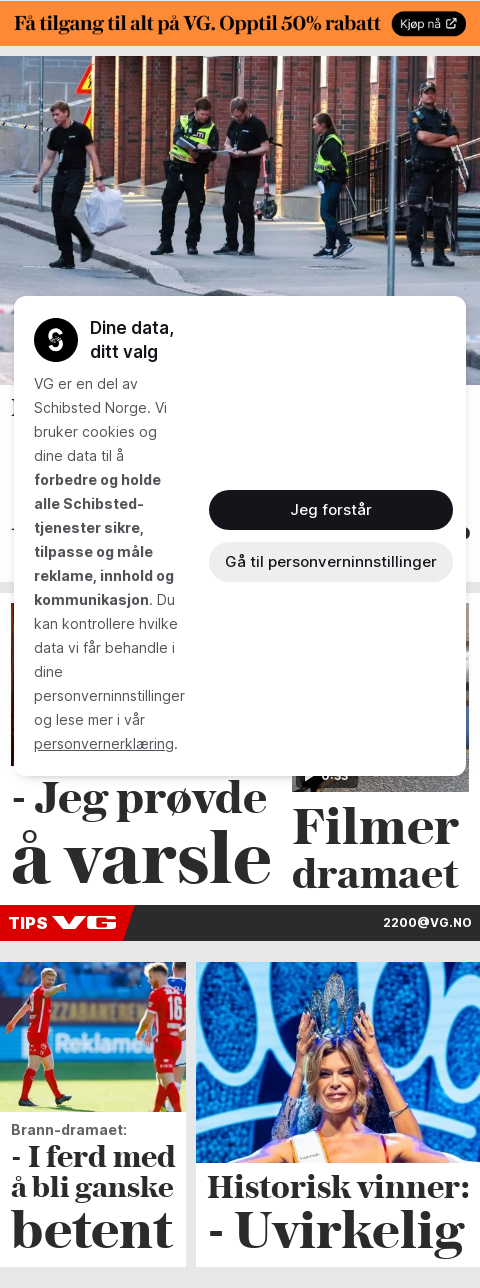 Få tilgang til alt på VG. Opptil 50% rabatt
Kjøp nå
Dine data,
ditt valg
VG er en del av
Schibsted Norge. Vi
bruker cookies og
dine data til å
forbedre og holde
alle Schibsted-
tjenester sikre,
tilpasse og måle
reklame, innhold og
kommunikasjon. Du
kan kontrollere hvilke
data vi får behandle i
dine
personverninnstillinger
og lese mer i vår
personvernerklæring.
Jeg forstår
Gå til personverninnstillinger
- Jeg prøvde
å varsle
Filmer
dramaet
TIPS VG
2200@VG.NO
16
Brann-dramaet:
- I ferd med
å bli ganske
betent
Historisk vinner:
- Uvirkelig